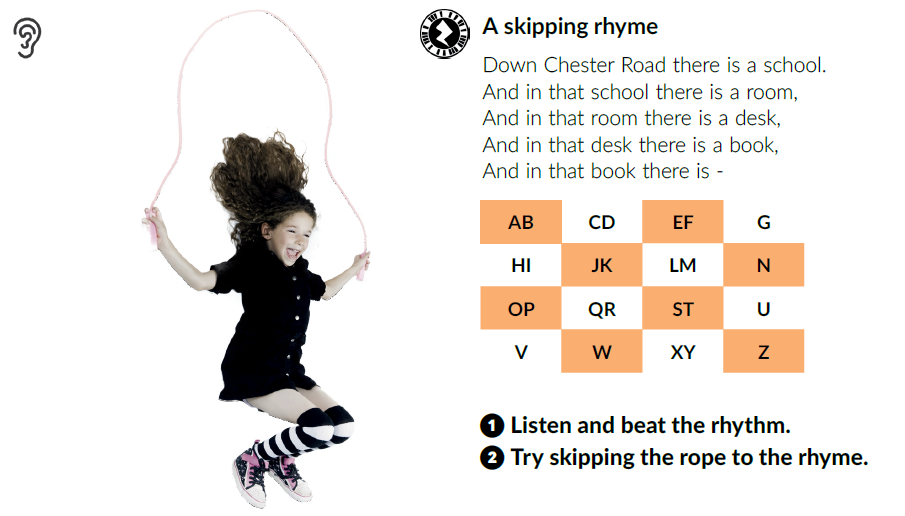 A skipping rhyme
Down Chester Road there is a school.
And in that school there is a room,
And in that room there is a desk,
And in that desk there is a book,
And in that book there is -
AB CD EF G
HI JK LM N
OP QR ST U
V W XY Z
1 Listen and beat the rhythm.
2 Try skipping the rope to the rhyme.